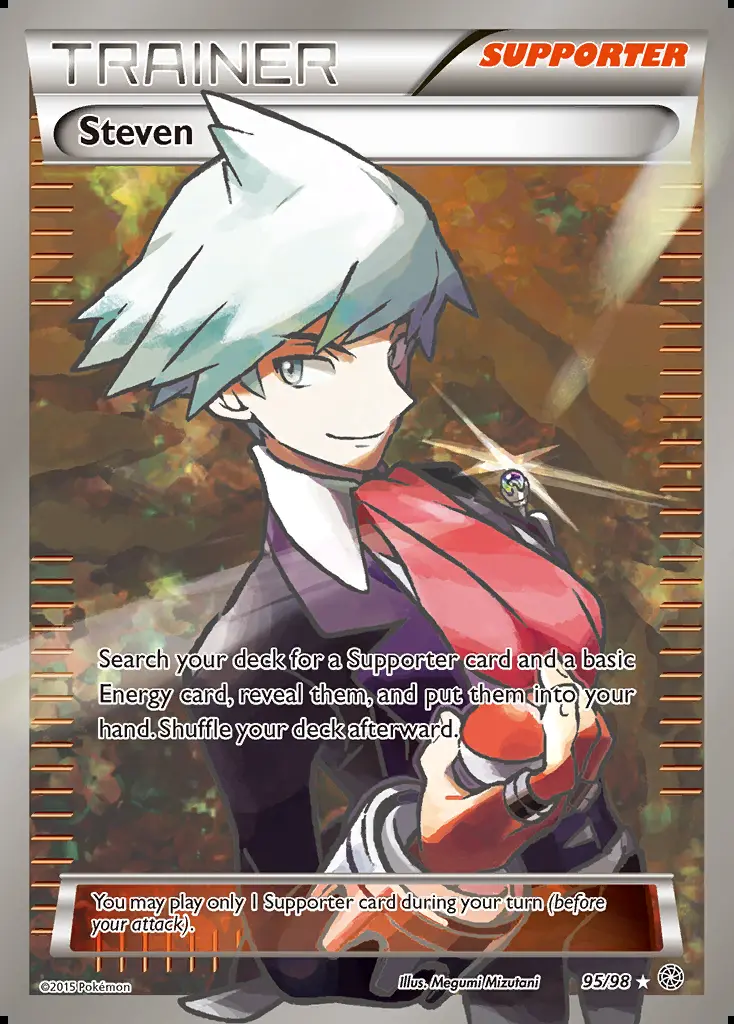 TRAINER
SUPPORTER
Steven
Search your deck for a Supporter card and a basic
Energy card, reveal them, and put them into your
hand. Shuffle your deck afterward.
You may play only 1 Supporter card during your turn (before
your attack).
©2015 Pokémon
Illus. Megumi Mizutani
95/98 ★